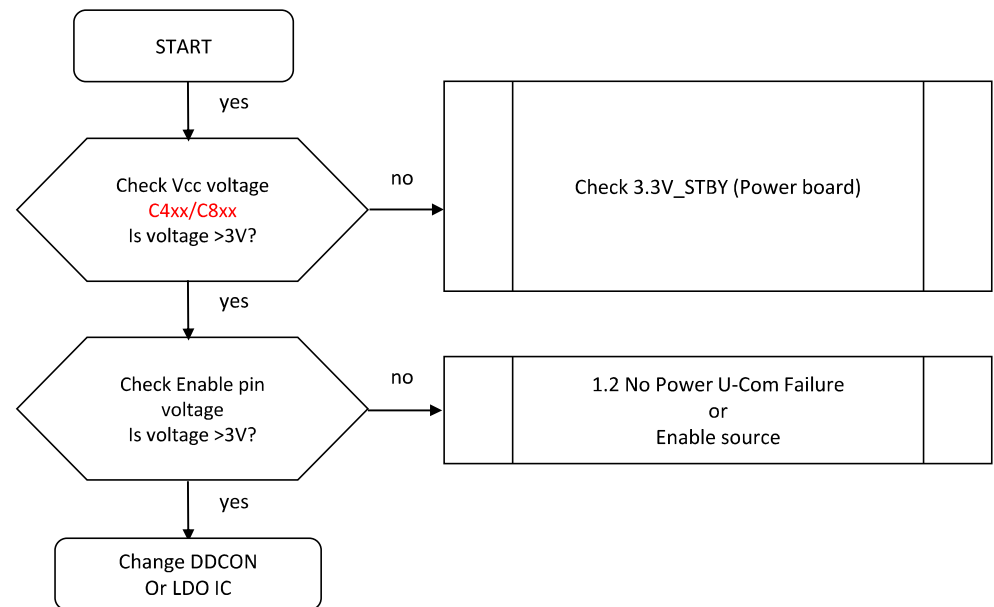 START
yes
Check Vcc voltage
C4xx/C8xx
Is voltage >3V?
no
Check 3.3V_STBY (Power board)
yes
Check Enable pin
voltage
Is voltage >3V?
no
1.2 No Power U-Com Failure
or
Enable source
yes
Change DDCON
Or LDO IC